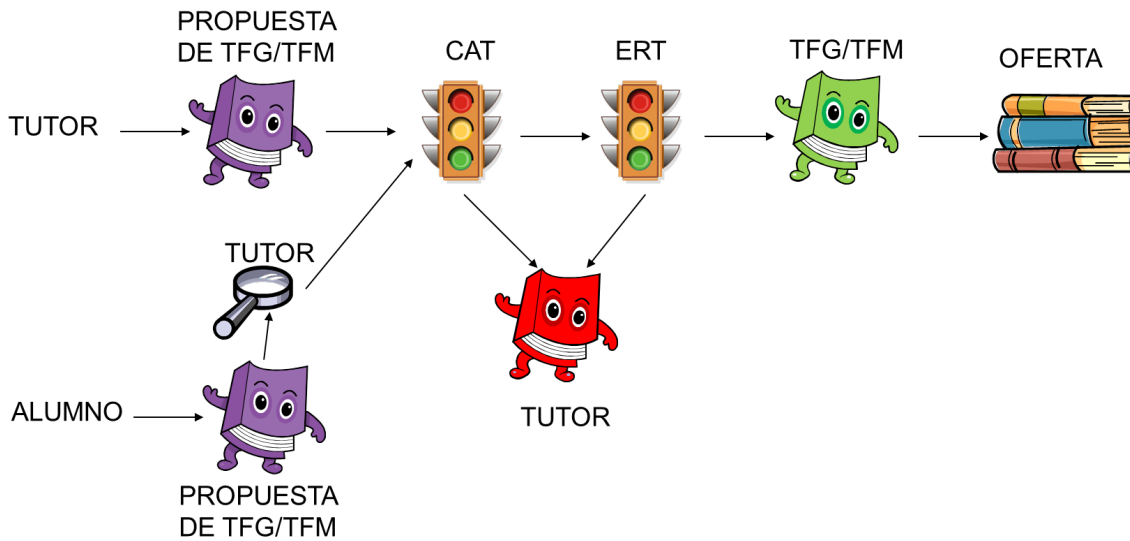 PROPUESTA
DE TFG/TFM
CAT
ERT
TFG/TFM
OFERTA
TUTOR
TUTOR
ALUMNO
TUTOR
PROPUESTA
DE TFG/TFM